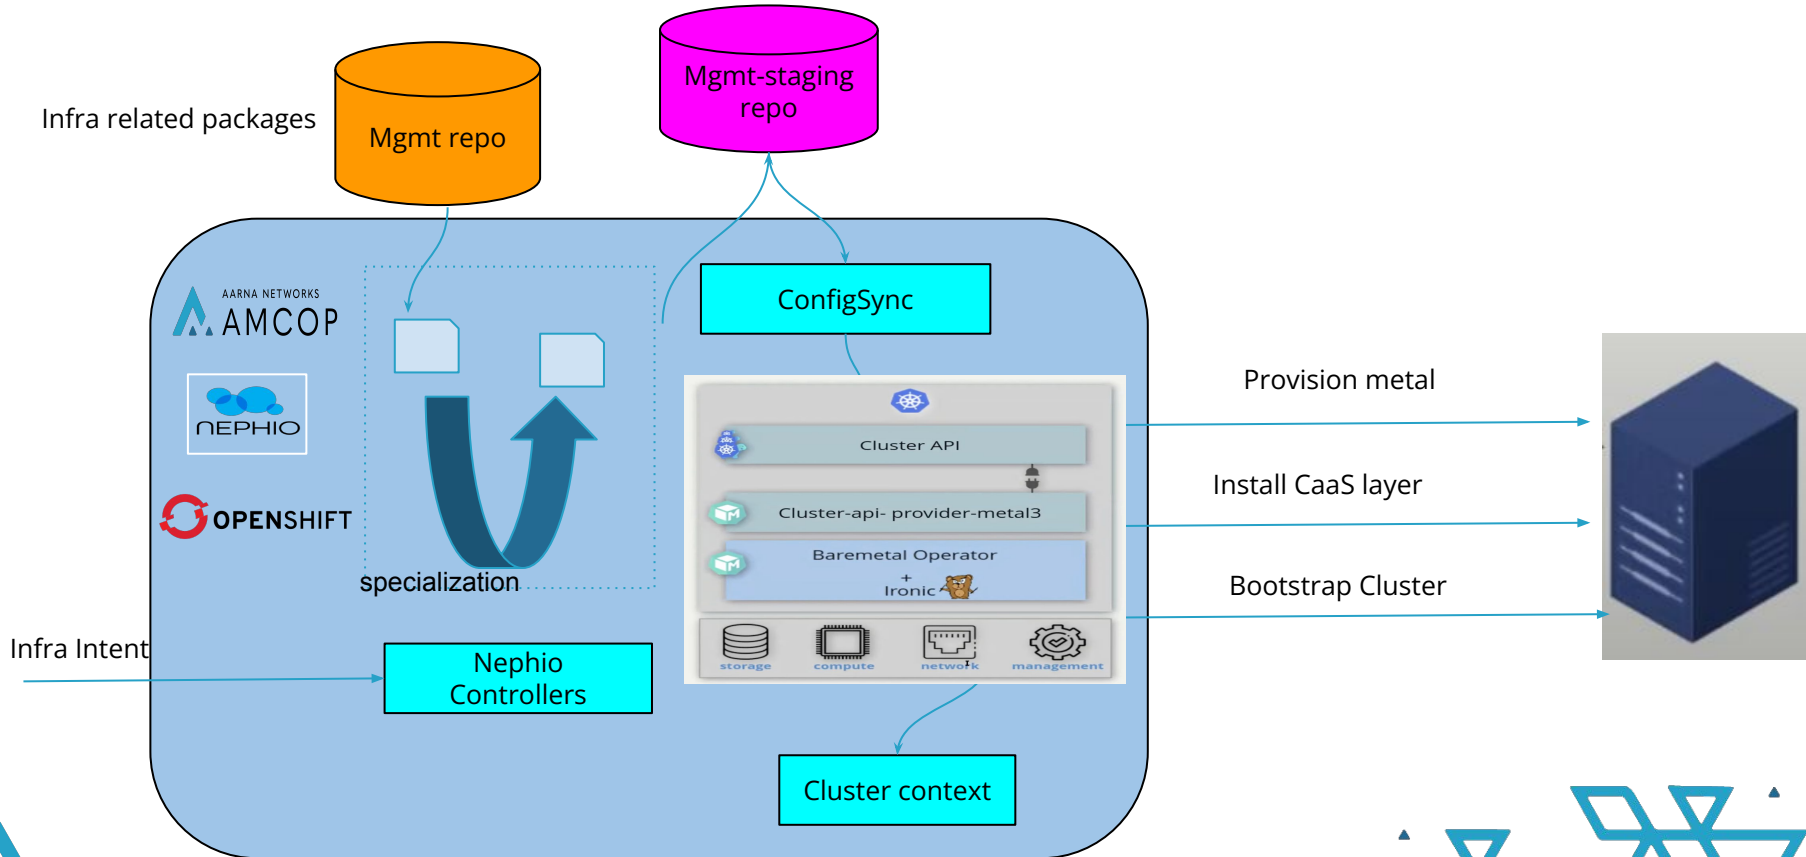 Mgmt-staging
repo
Infra related packages
Mgmt repo
AARNA NETWORKS
AMCOP
ConfigSync
NEPHIO
OPENSHIFT
specialization
Cluster API
Cluster-api- provider-metal3
Baremetal Operator
+
Ironic
storage
compute
network
management
Provision metal
Install CaaS layer
Bootstrap Cluster
Infra Intent
Nephio
Controllers
Cluster context